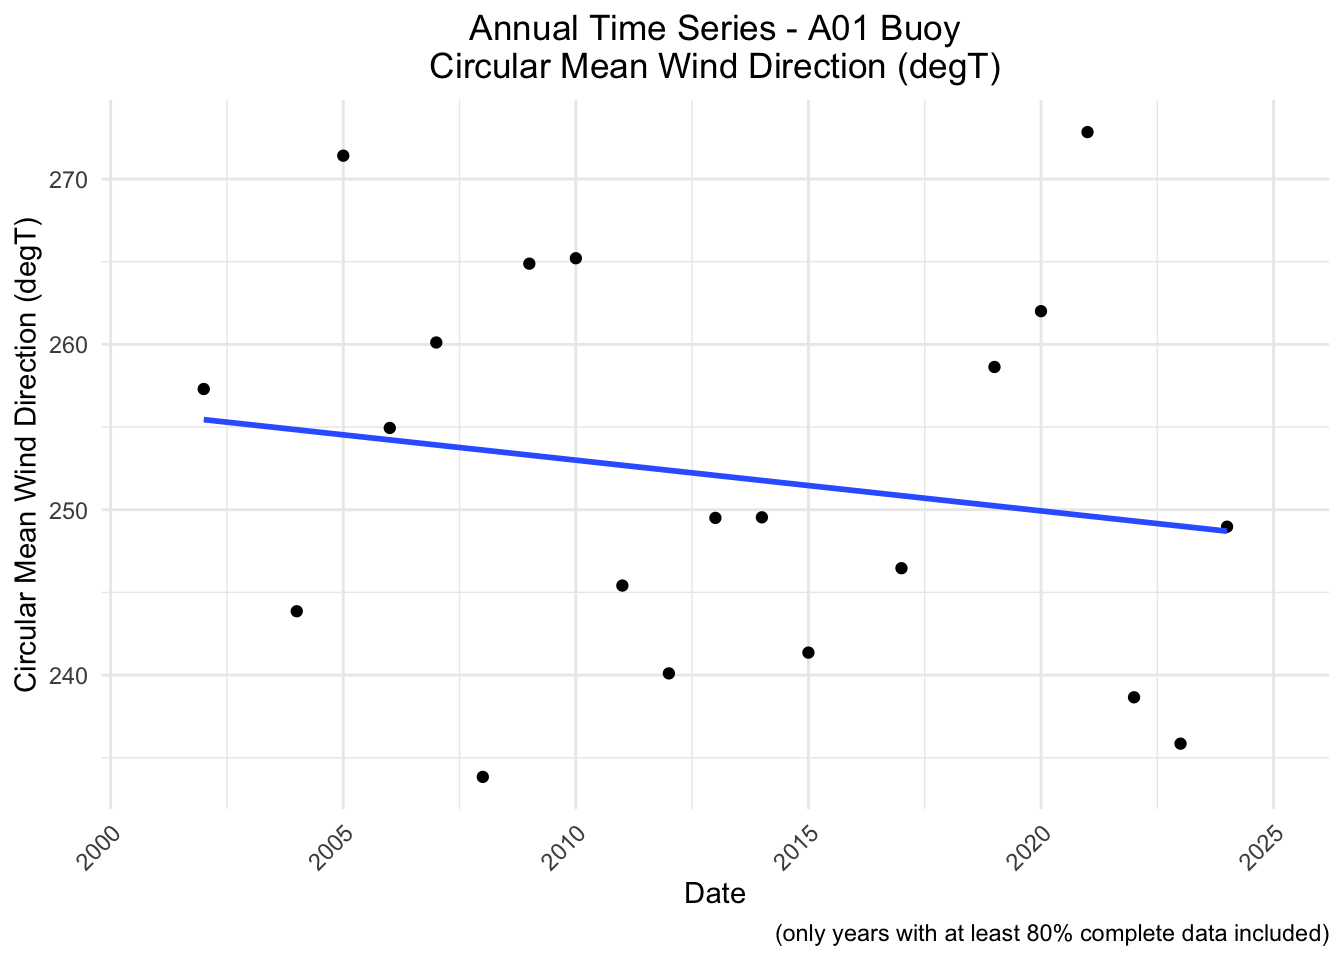 Annual Time Series - A01 Buoy
Circular Mean Wind Direction (degT)
Circular Mean Wind Direction (degT)
270
260
250
240
2000
2005
2010
2015
2020
2025
Date
(only years with at least 80% complete data included)